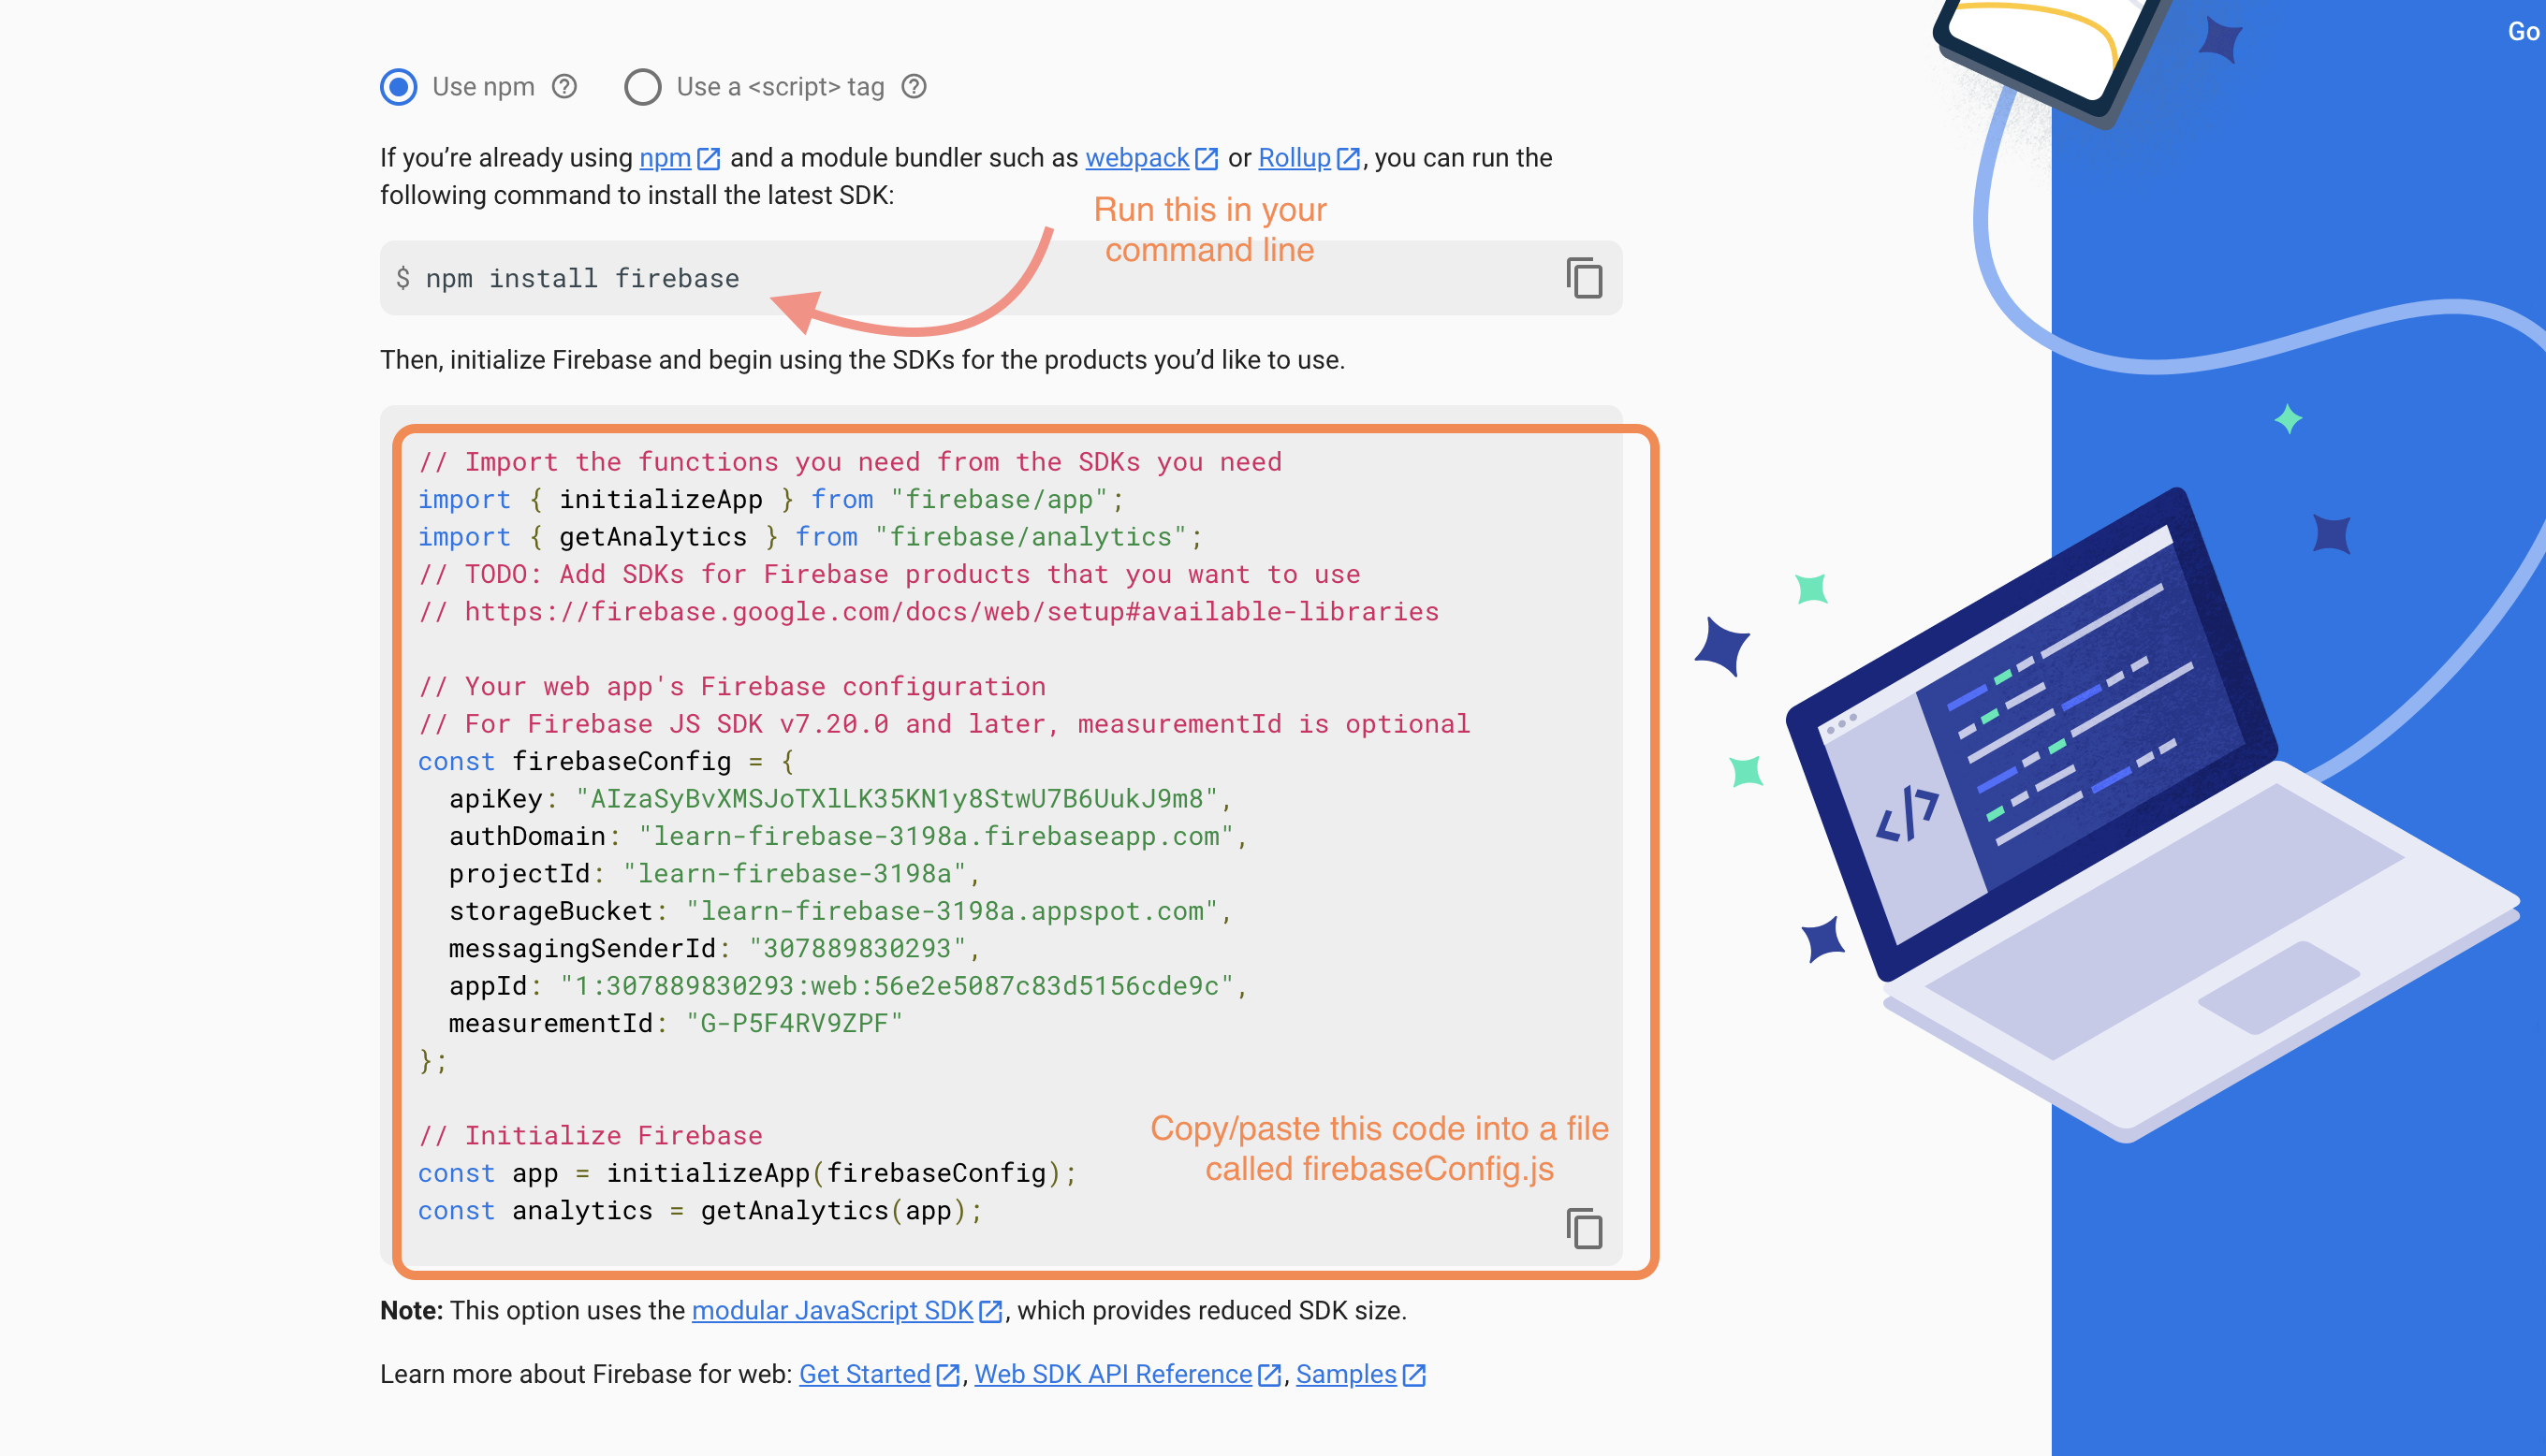 Go
Use npm Use a <script> tag
If you’re already using npm and a module bundler such as webpack or Rollup, you can run the
following command to install the latest SDK:
Run this in your
command line
$ npm install firebase
Then, initialize Firebase and begin using the SDKs for the products you’d like to use.
// Import the functions you need from the SDKs you need
import { initializeApp } from "firebase/app";
import { getAnalytics } from "firebase/analytics";
// TODO: Add SDKs for Firebase products that you want to use
// https://firebase.google.com/docs/web/setup#available-libraries
// Your web app's Firebase configuration
// For Firebase JS SDK v7.20.0 and later, measurementId is optional
const firebaseConfig = {
  apiKey: "AIzaSyBvXMSJoTXlLK35KN1y8StwU7B6UukJ9m8",
  authDomain: "learn-firebase-3198a.firebaseapp.com",
  projectId: "learn-firebase-3198a",
  storageBucket: "learn-firebase-3198a.appspot.com",
  messagingSenderId: "307889830293",
  appId: "1:307889830293:web:56e2e5087c83d5156cde9c",
  measurementId: "G-P5F4RV9ZPF"
};
// Initialize Firebase
const app = initializeApp(firebaseConfig);
const analytics = getAnalytics(app);
Copy/paste this code into a file
called firebaseConfig.js
Note: This option uses the modular JavaScript SDK, which provides reduced SDK size.
Learn more about Firebase for web: Get Started, Web SDK API Reference, Samples